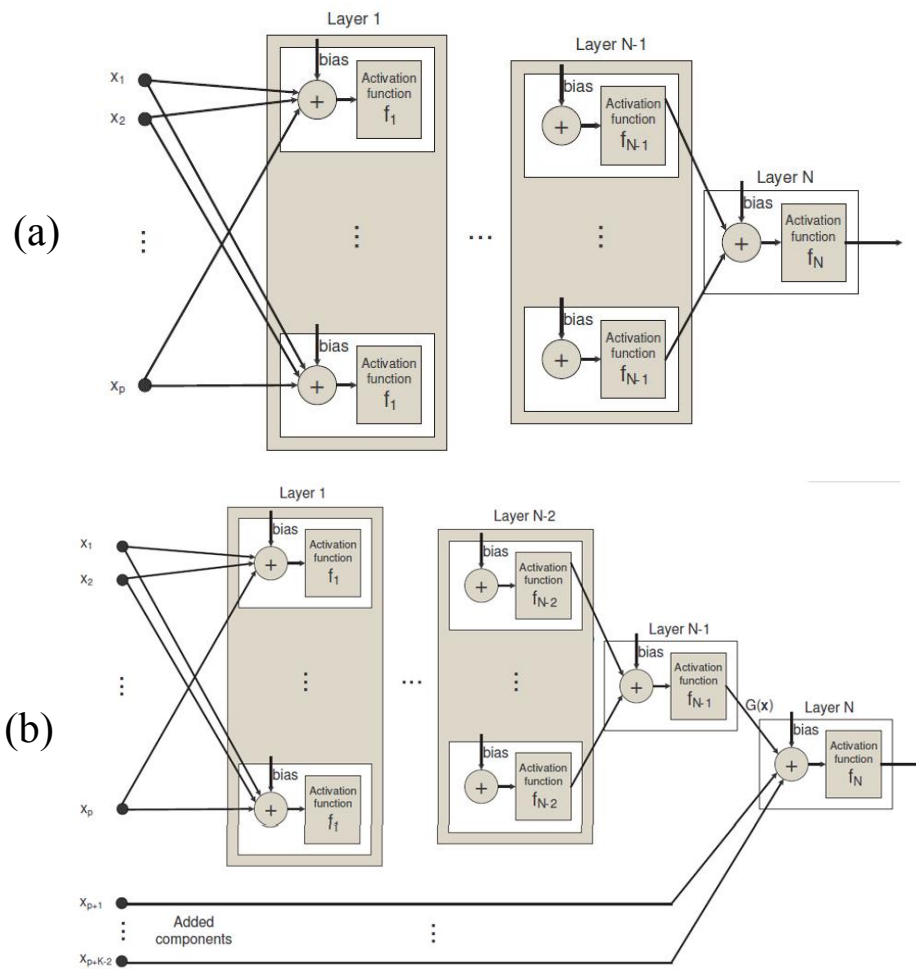 (a)
Layer 1
x1
x2
⋮
xp
bias
+
Activation
function
f1
⋮
bias
+
Activation
function
f1
...
Layer N-1
bias
+
Activation
function
fN-1
⋮
bias
+
Activation
function
fN-1
Layer N
bias
+
Activation
function
fN
(b)
Layer 1
x1
x2
⋮
xp
bias
+
Activation
function
f1
⋮
bias
+
Activation
function
f1
...
Layer N-2
bias
+
Activation
function
fN-2
⋮
bias
+
Activation
function
fN-2
Layer N-1
bias
+
Activation
function
fN-1
G(x)
Layer N
bias
+
Activation
function
fN
xp+1
⋮
Added
components
⋮
xp+K-2